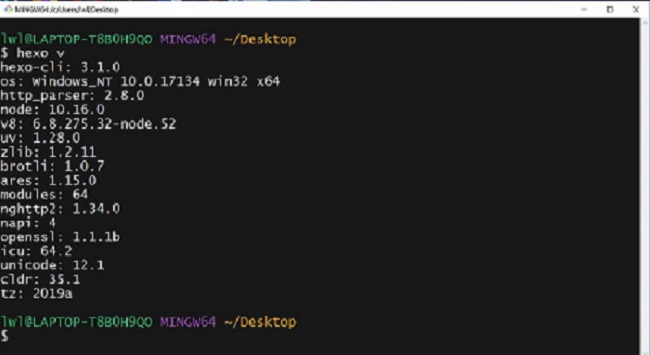 MINGW64:/c/Users/lwl/Desktop
lwl@LAPTOP-T8B0H9QO MINGW64 ~/Desktop
$ hexo v
hexo-cli: 3.1.0
os: Windows_NT 10.0.17134 win32 x64
http_parser: 2.8.0
node: 10.16.0
v8: 6.8.275.32-node.52
uv: 1.28.0
zlib: 1.2.11
brotli: 1.0.7
ares: 1.15.0
modules: 64
nghttp2: 1.34.0
napi: 4
openssl: 1.1.1b
icu: 64.2
unicode: 12.1
cldr: 35.1
tz: 2019a
lwl@LAPTOP-T8B0H9QO MINGW64 ~/Desktop
$